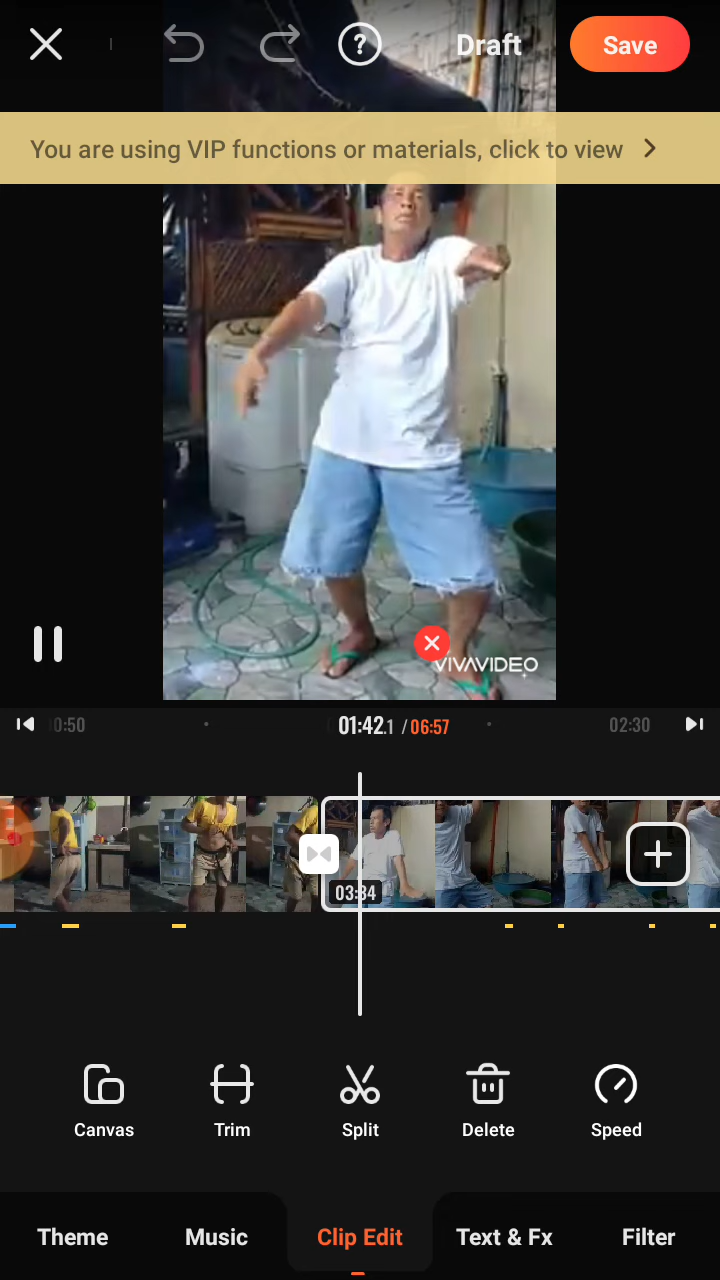 Draft
Save
You are using VIP functions or materials, click to view
VIVAVIDEO
0:50
01:42.1 / 06:57
02:30
03:34
Canvas
Trim
Split
Delete
Speed
Theme
Music
Clip Edit
Text & Fx
Filter